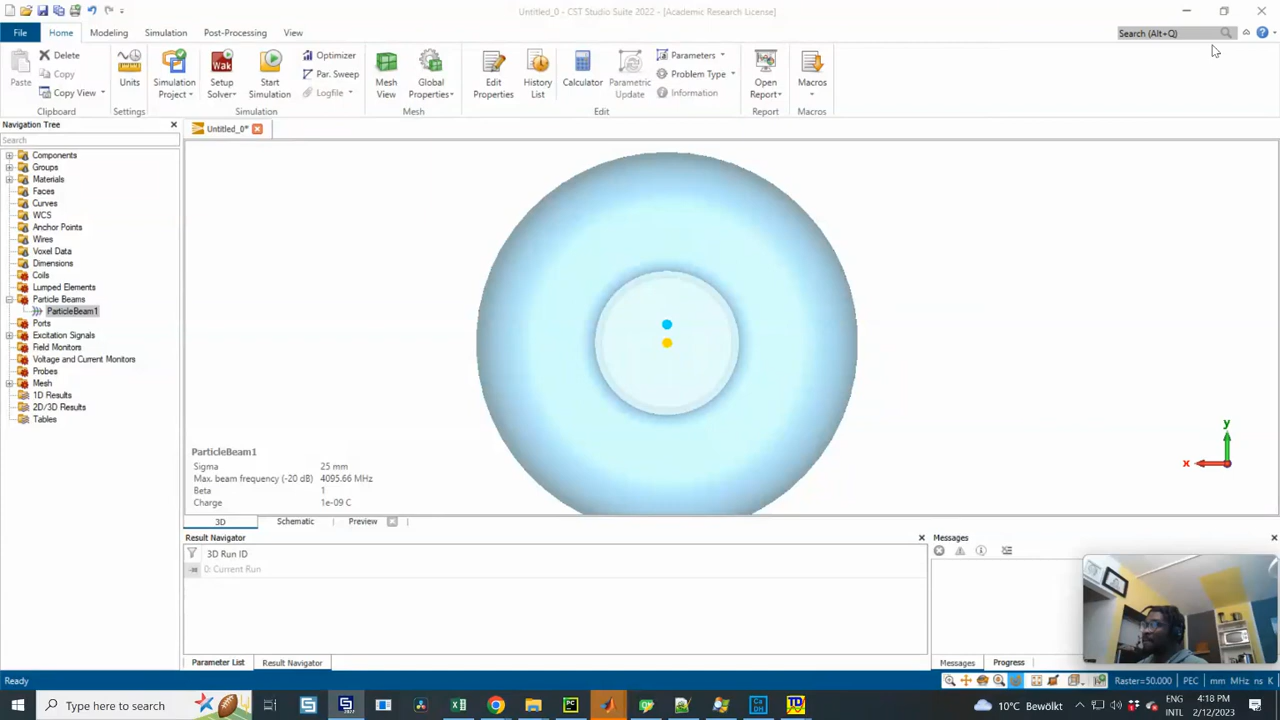 Untitled_0 - CST Studio Suite 2022 - [Academic Research License]
File Home Modeling Simulation Post-Processing View
Search (Alt+Q)
Paste
Delete
Copy
Copy View
Clipboard
Units
Settings
Simulation Project
Wak
Setup Solver
Start Simulation
Optimizer
Par. Sweep
Logfile
Simulation
Mesh View
Global Properties
Mesh
Edit Properties
History List
Calculator
Parametric Update
Parameters
Problem Type
Information
Edit
Open Report
Report
Macros
Macros
Navigation Tree
Untitled_0*
Search
Components
Groups
Materials
Faces
Curves
WCS
Anchor Points
Wires
Voxel Data
Dimensions
Coils
Lumped Elements
Particle Beams
ParticleBeam1
Ports
Excitation Signals
Field Monitors
Voltage and Current Monitors
Probes
Mesh
1D Results
2D/3D Results
Tables
y
x
ParticleBeam1
Sigma 25 mm
Max. beam frequency (-20 dB) 4095.66 MHz
Beta 1
Charge 1e-09 C
3D Schematic Preview
Result Navigator
3D Run ID
0: Current Run
Messages
Parameter List Result Navigator
Messages Progress
Ready
Raster=50.000 PEC mm MHz ns K
Type here to search
10°C Bewölkt
ENG
INTL
4:18 PM
2/12/2023